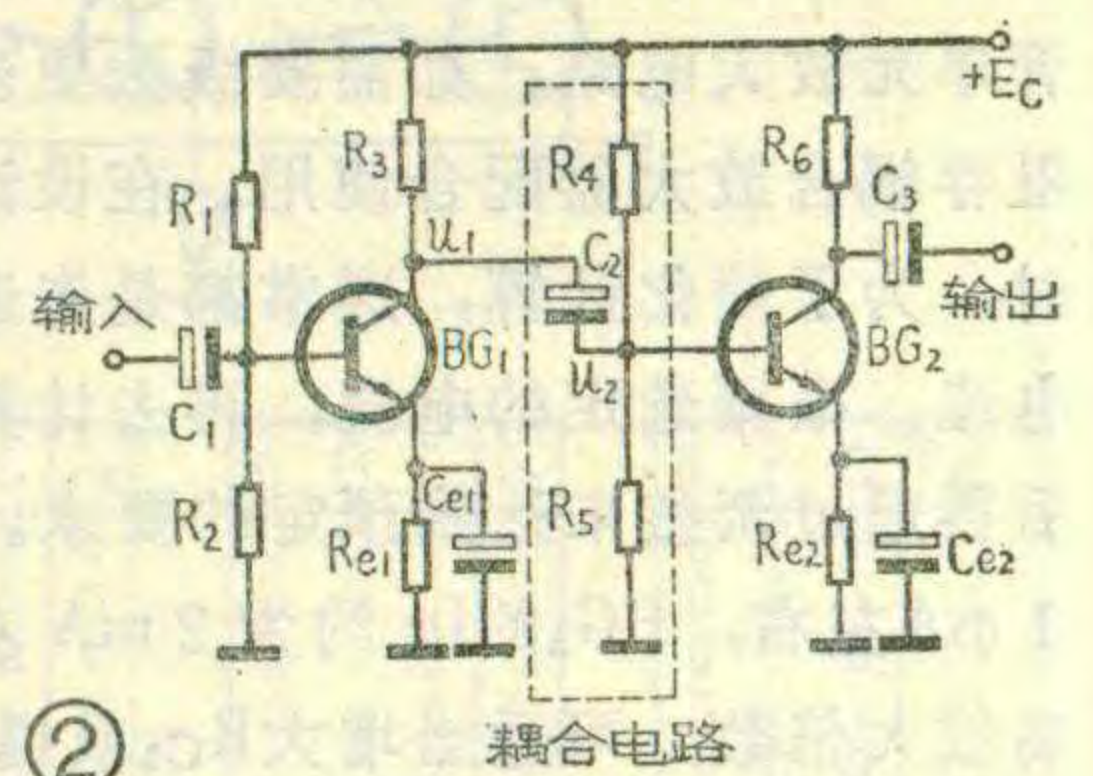 +E_C
R₁
R₃
R₄
R₆
C₃
u₁
C₂
输入
输出
BG₁
BG₂
u₂
C₁
R₂
Ce₁
Re₁
R₅
Re₂
Ce₂
耦合电路
②